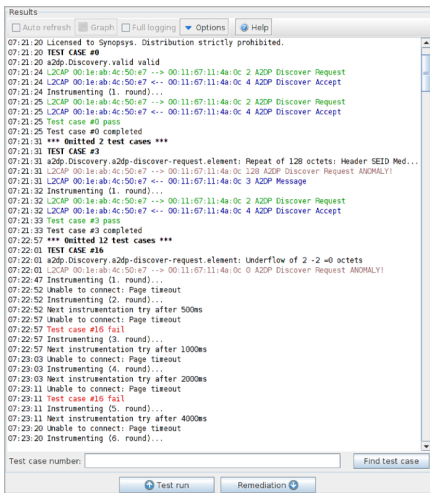 Results
Auto refresh Graph Full logging Options Help
07:21:20 Licensed to Synopsys. Distribution strictly prohibited.
07:21:20 TEST CASE #0
07:21:20 a2dp.Discovery.valid valid
07:21:24 L2CAP 00:1e:ab:4c:50:e7 --> 00:11:67:11:4a:0c 2 A2DP Discover Request
07:21:24 L2CAP 00:1e:ab:4c:50:e7 <-- 00:11:67:11:4a:0c 4 A2DP Discover Accept
07:21:24 Instrumenting (1. round)...
07:21:25 L2CAP 00:1e:ab:4c:50:e7 --> 00:11:67:11:4a:0c 2 A2DP Discover Request
07:21:25 L2CAP 00:1e:ab:4c:50:e7 <-- 00:11:67:11:4a:0c 4 A2DP Discover Accept
07:21:25 Test case #0 pass
07:21:25 Test case #0 completed
07:21:31 *** Omitted 2 test cases ***
07:21:31 TEST CASE #3
07:21:31 a2dp.Discovery.a2dp-discover-request.element: Repeat of 128 octets: Header SEID Med...
07:21:31 L2CAP 00:1e:ab:4c:50:e7 --> 00:11:67:11:4a:0c 128 A2DP Discover Request ANOMALY!
07:21:31 L2CAP 00:1e:ab:4c:50:e7 <-- 00:11:67:11:4a:0c 3 A2DP Message
07:21:32 Instrumenting (1. round)...
07:21:32 L2CAP 00:1e:ab:4c:50:e7 --> 00:11:67:11:4a:0c 2 A2DP Discover Request
07:21:32 L2CAP 00:1e:ab:4c:50:e7 <-- 00:11:67:11:4a:0c 4 A2DP Discover Accept
07:21:33 Test case #3 pass
07:21:33 Test case #3 completed
07:22:57 *** Omitted 12 test cases ***
07:22:01 TEST CASE #16
07:22:01 a2dp.Discovery.a2dp-discover-request.element: Underflow of 2 -2 =0 octets
07:22:01 L2CAP 00:1e:ab:4c:50:e7 --> 00:11:67:11:4a:0c 0 A2DP Discover Request ANOMALY!
07:22:47 Instrumenting (1. round)...
07:22:52 Unable to connect: Page timeout
07:22:52 Instrumenting (2. round)...
07:22:52 Next instrumentation try after 500ms
07:22:57 Unable to connect: Page timeout
07:22:57 Test case #16 fail
07:22:57 Instrumenting (3. round)...
07:22:57 Next instrumentation try after 1000ms
07:23:03 Unable to connect: Page timeout
07:23:03 Instrumenting (4. round)...
07:23:03 Next instrumentation try after 2000ms
07:23:11 Unable to connect: Page timeout
07:23:11 Test case #16 fail
07:23:11 Instrumenting (5. round)...
07:23:11 Next instrumentation try after 4000ms
07:23:20 Unable to connect: Page timeout
07:23:20 Instrumenting (6. round)...
Test case number: Find test case
Test run Remediation